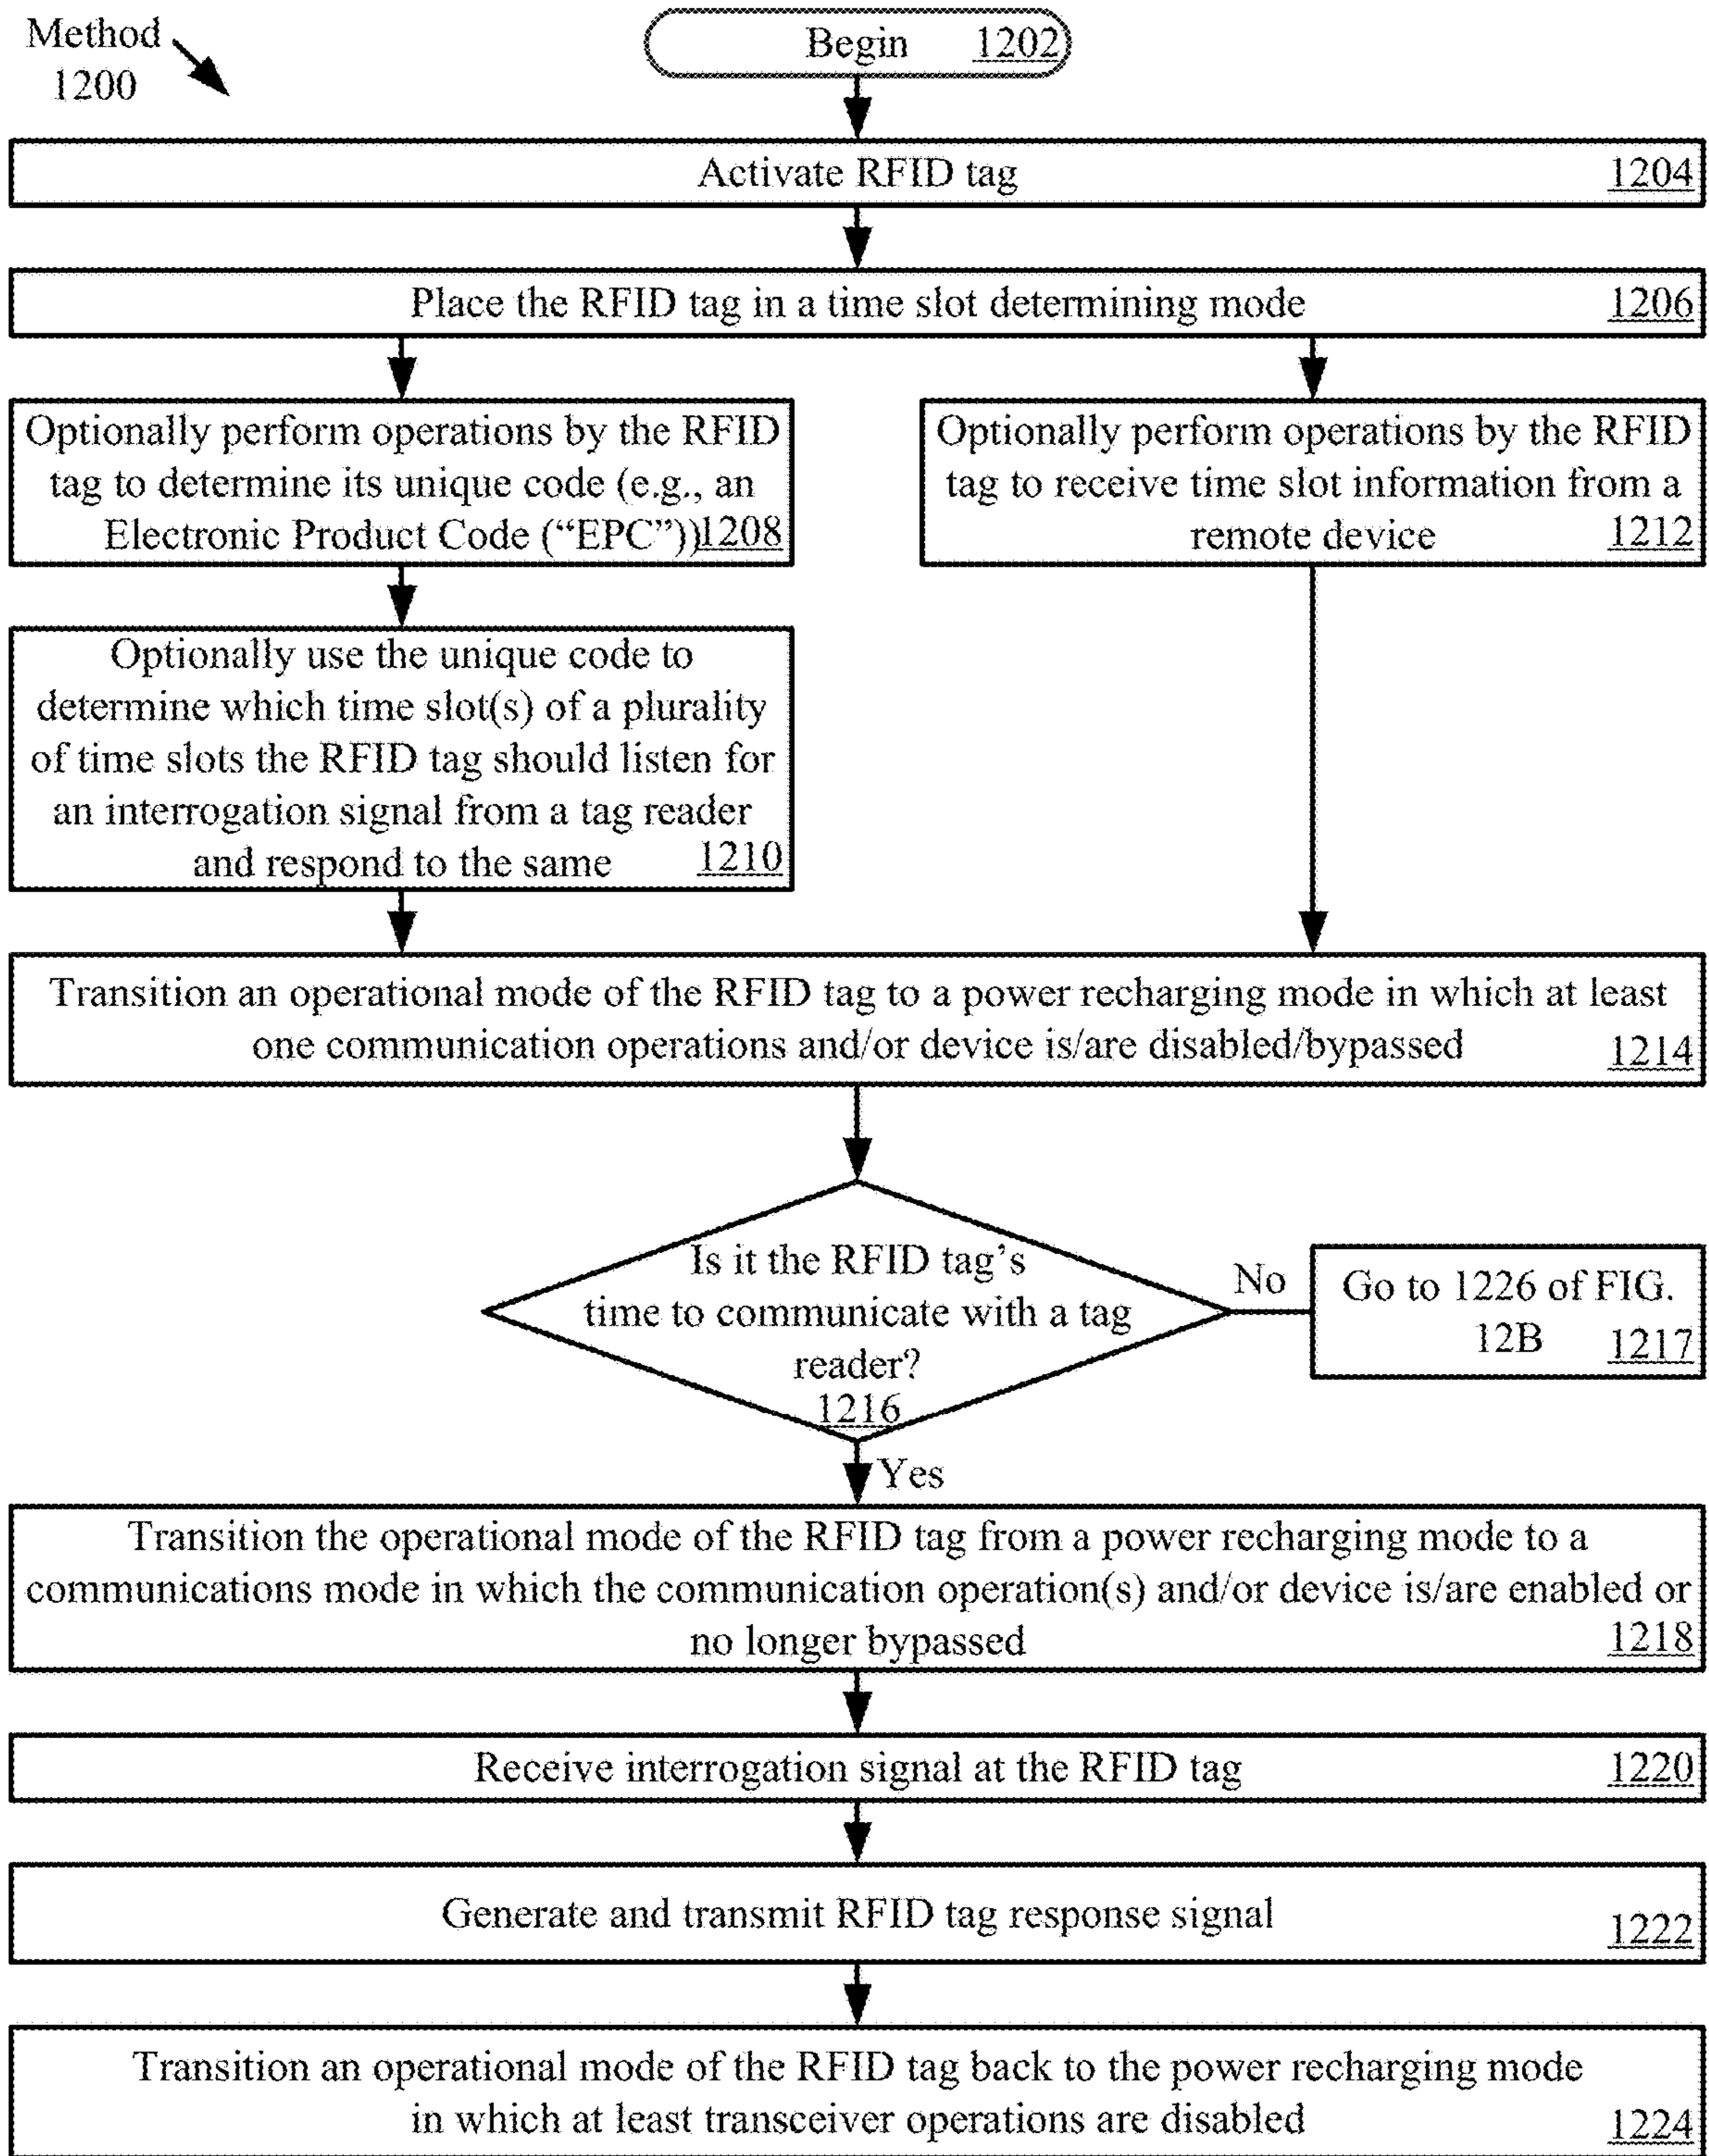 Method
1200
Begin 1202
Activate RFID tag 1204
Place the RFID tag in a time slot determining mode 1206
Optionally perform operations by the RFID
tag to determine its unique code (e.g., an
Electronic Product Code (“EPC”)) 1208
Optionally perform operations by the RFID
tag to receive time slot information from a
remote device 1212
Optionally use the unique code to
determine which time slot(s) of a plurality
of time slots the RFID tag should listen for
an interrogation signal from a tag reader
and respond to the same 1210
Transition an operational mode of the RFID tag to a power recharging mode in which at least
one communication operations and/or device is/are disabled/bypassed 1214
Is it the RFID tag’s
time to communicate with a tag
reader?
1216
No
Go to 1226 of FIG.
12B 1217
Yes
Transition the operational mode of the RFID tag from a power recharging mode to a
communications mode in which the communication operation(s) and/or device is/are enabled or
no longer bypassed 1218
Receive interrogation signal at the RFID tag 1220
Generate and transmit RFID tag response signal 1222
Transition an operational mode of the RFID tag back to the power recharging mode
in which at least transceiver operations are disabled 1224